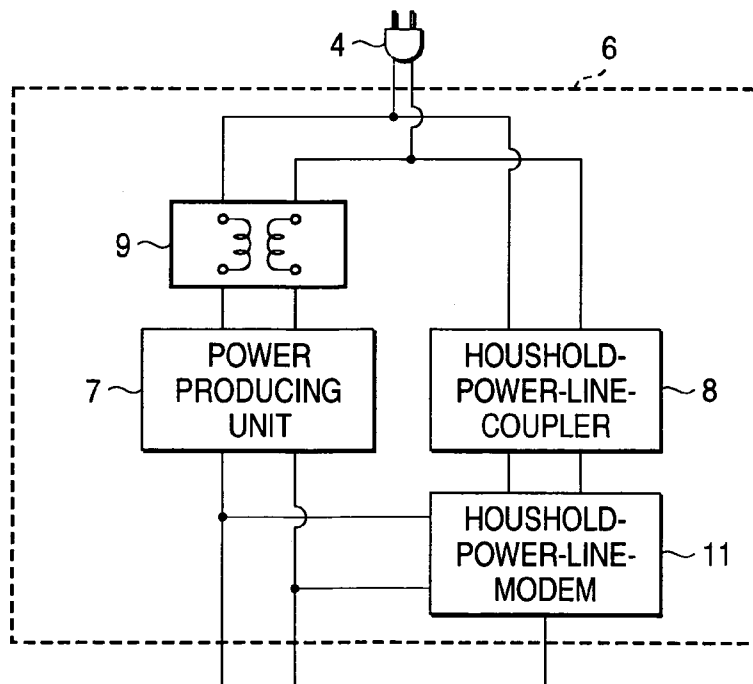 4
6
9
POWER
PRODUCING
UNIT
7
HOUSHOLD-
POWER-LINE-
COUPLER
8
HOUSHOLD-
POWER-LINE-
MODEM
11